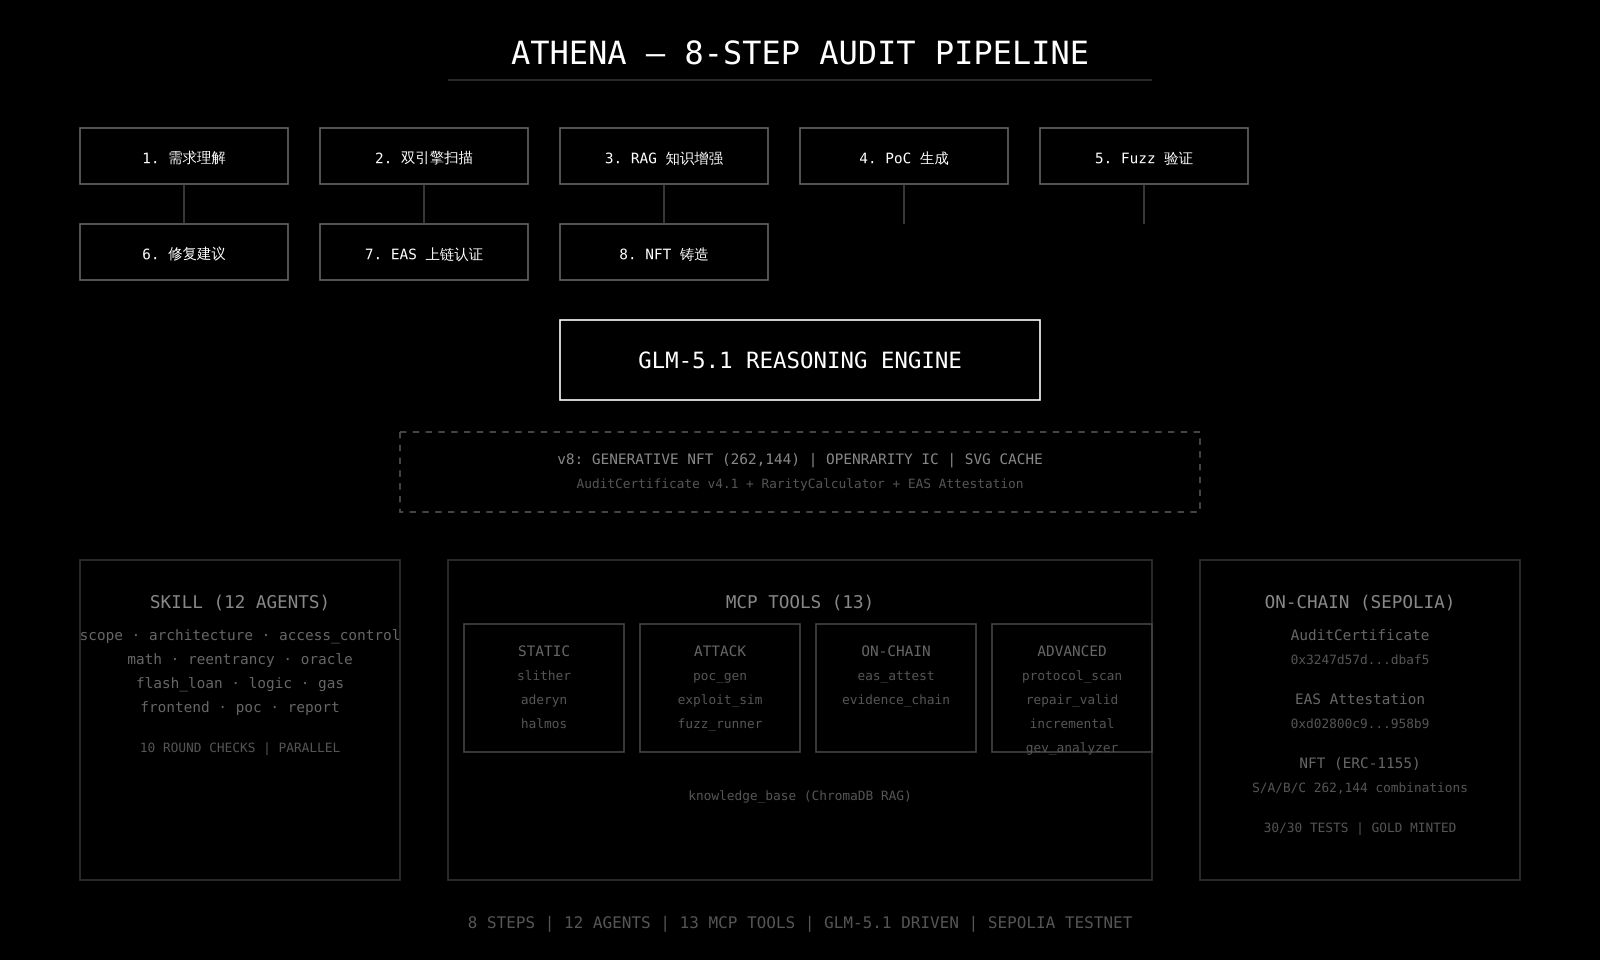 ATHENA — 8-STEP AUDIT PIPELINE
1. 需求理解
2. 双引擎扫描
3. RAG 知识增强
4. PoC 生成
5. Fuzz 验证
6. 修复建议
7. EAS 上链认证
8. NFT 铸造
GLM-5.1 REASONING ENGINE
v8: GENERATIVE NFT (262,144) | OPENRARITY IC | SVG CACHE
AuditCertificate v4.1 + RarityCalculator + EAS Attestation
SKILL (12 AGENTS)
scope · architecture · access_control
math · reentrancy · oracle
flash_loan · logic · gas
frontend · poc · report
10 ROUND CHECKS | PARALLEL
MCP TOOLS (13)
STATIC
slither
aderyn
halmos
ATTACK
poc_gen
exploit_sim
fuzz_runner
ON-CHAIN
eas_attest
evidence_chain
ADVANCED
protocol_scan
repair_valid
incremental
gev_analyzer
knowledge_base (ChromaDB RAG)
ON-CHAIN (SEPOLIA)
AuditCertificate
0x3247d57d...dbaf5
EAS Attestation
0xd02800c9...958b9
NFT (ERC-1155)
S/A/B/C 262,144 combinations
30/30 TESTS | GOLD MINTED
8 STEPS | 12 AGENTS | 13 MCP TOOLS | GLM-5.1 DRIVEN | SEPOLIA TESTNET